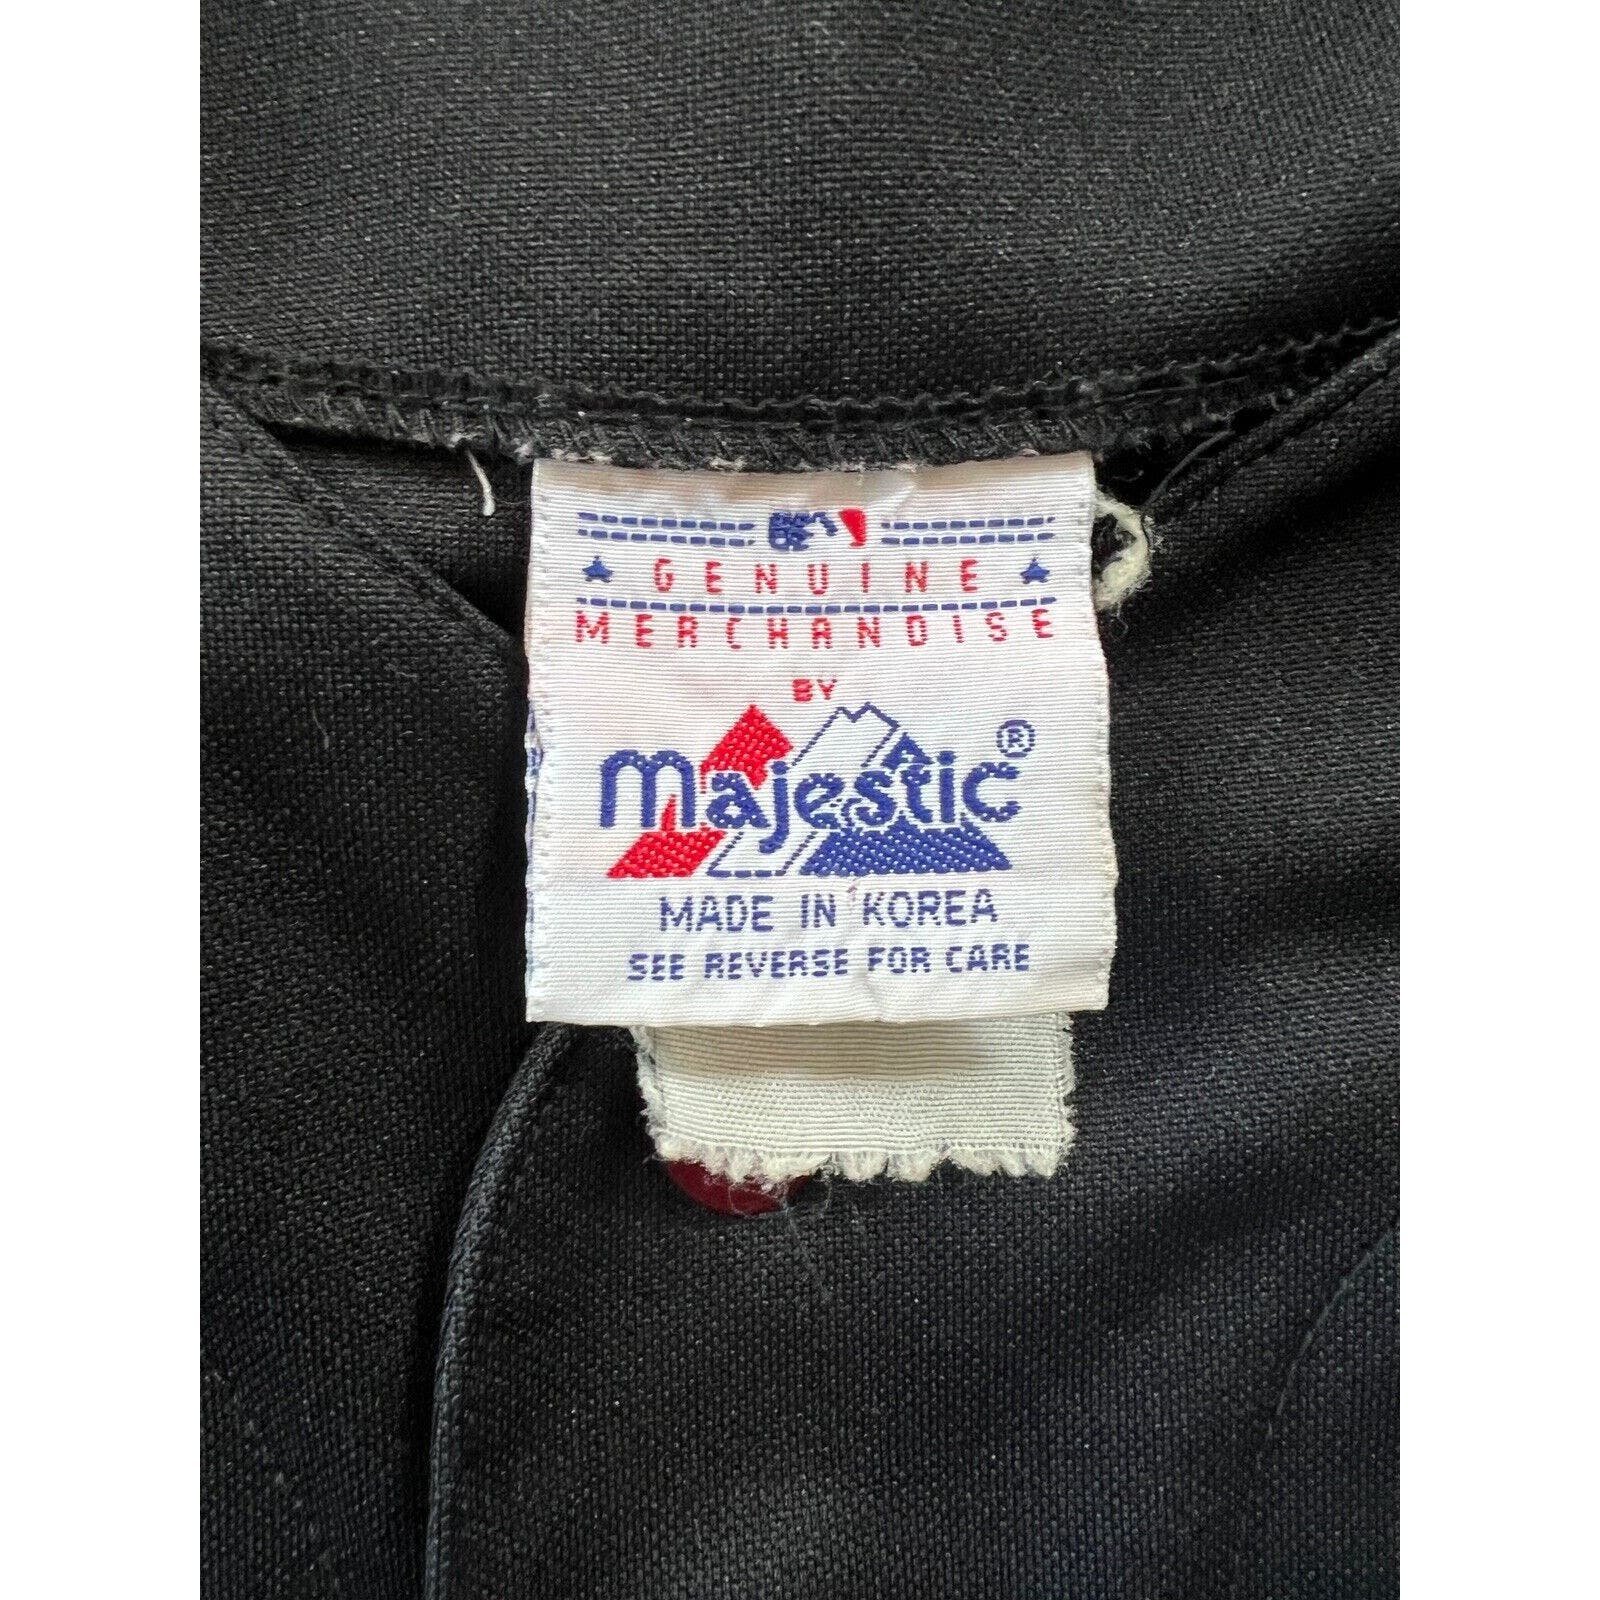 GENUINE
MERCHANDISE
BY
majestic®
MADE IN KOREA
SEE REVERSE FOR CARE